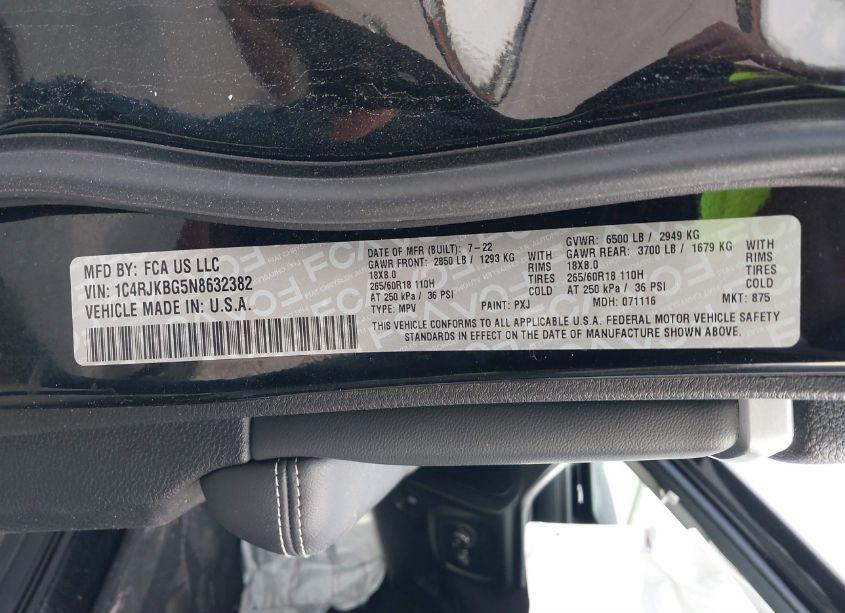 MFD BY: FCA US LLC
VIN: 1C4RJKBG5N8632382
VEHICLE MADE IN: U.S.A.
DATE OF MFR (BUILT): 7-22
GAWR FRONT: 2850 LB / 1293 KG WITH
18X8.0 RIMS
265/60R18 110H
AT 250 kPa / 36 PSI COLD
TYPE: MPV PAINT: PXJ
GVWR: 6500 LB / 2949 KG
GAWR REAR: 3700 LB / 1679 KG WITH
18X8.0 RIMS
265/60R18 110H
AT 250 kPa / 36 PSI COLD
MDH: 071116 MKT: 875
THIS VEHICLE CONFORMS TO ALL APPLICABLE U.S.A. FEDERAL MOTOR VEHICLE SAFETY
STANDARDS IN EFFECT ON THE DATE OF MANUFACTURE SHOWN ABOVE.